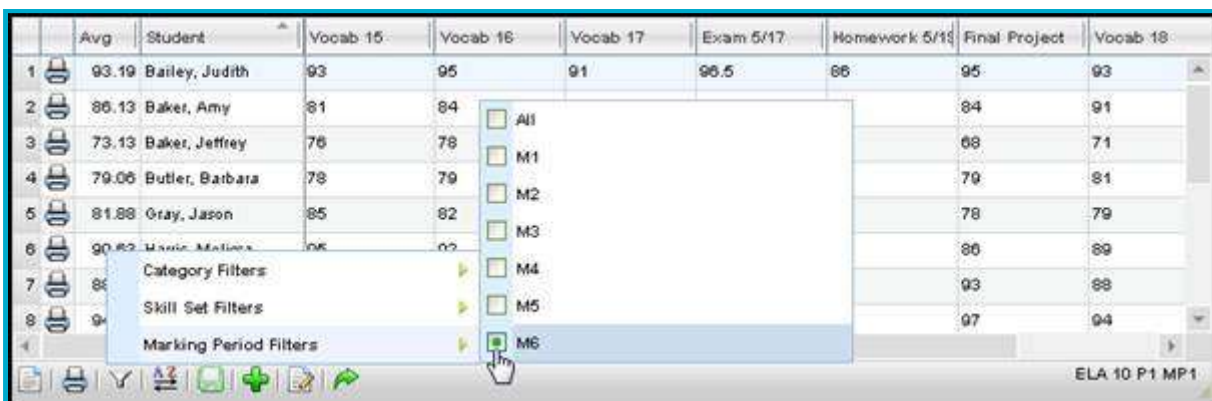 Avg Student Vocab 15 Vocab 16 Vocab 17 Exam 5/17 Homework 5/19 Final Project Vocab 18
1 93.19 Bailey, Judith 93 95 91 96.5 86 95 93
2 86.13 Baker, Amy 81 84 84 91
All
3 73.13 Baker, Jeffrey 76 78 68 71
M1
4 79.06 Butler, Barbara 78 79 79 81
M2
5 81.88 Gray, Jason 85 82 78 79
M3
6 86 89
Category Filters M4
7 93 88
Skill Set Filters M5
8 97 94
Marking Period Filters M6
ELA 10 P1 MP1